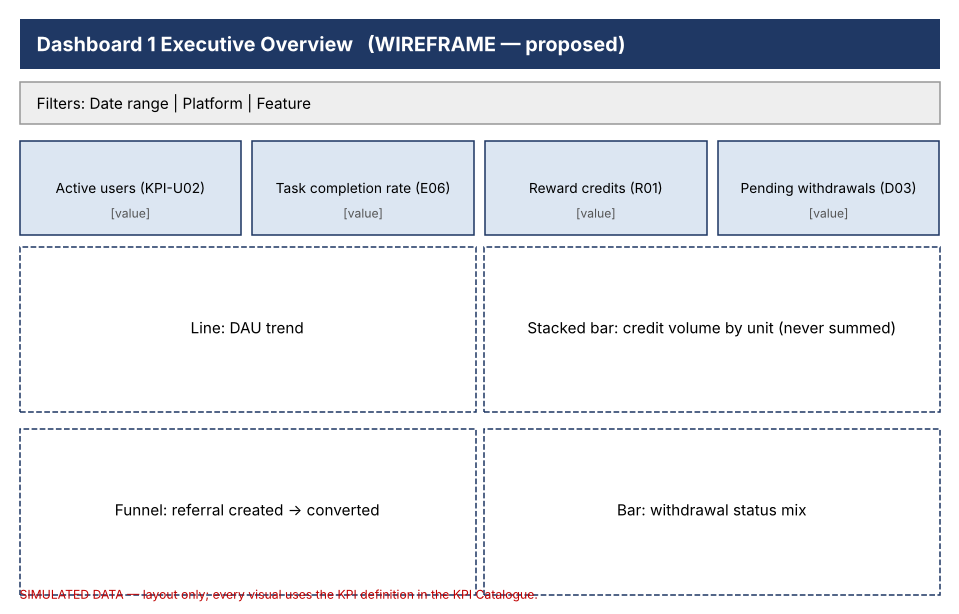 Dashboard 1 Executive Overview (WIREFRAME — proposed)
Filters: Date range | Platform | Feature
Active users (KPI-U02)
[value]
Task completion rate (E06)
[value]
Reward credits (R01)
[value]
Pending withdrawals (D03)
[value]
Line: DAU trend
Stacked bar: credit volume by unit (never summed)
Funnel: referral created → converted
Bar: withdrawal status mix
SIMULATED DATA — layout only; every visual uses the KPI definition in the KPI Catalogue.